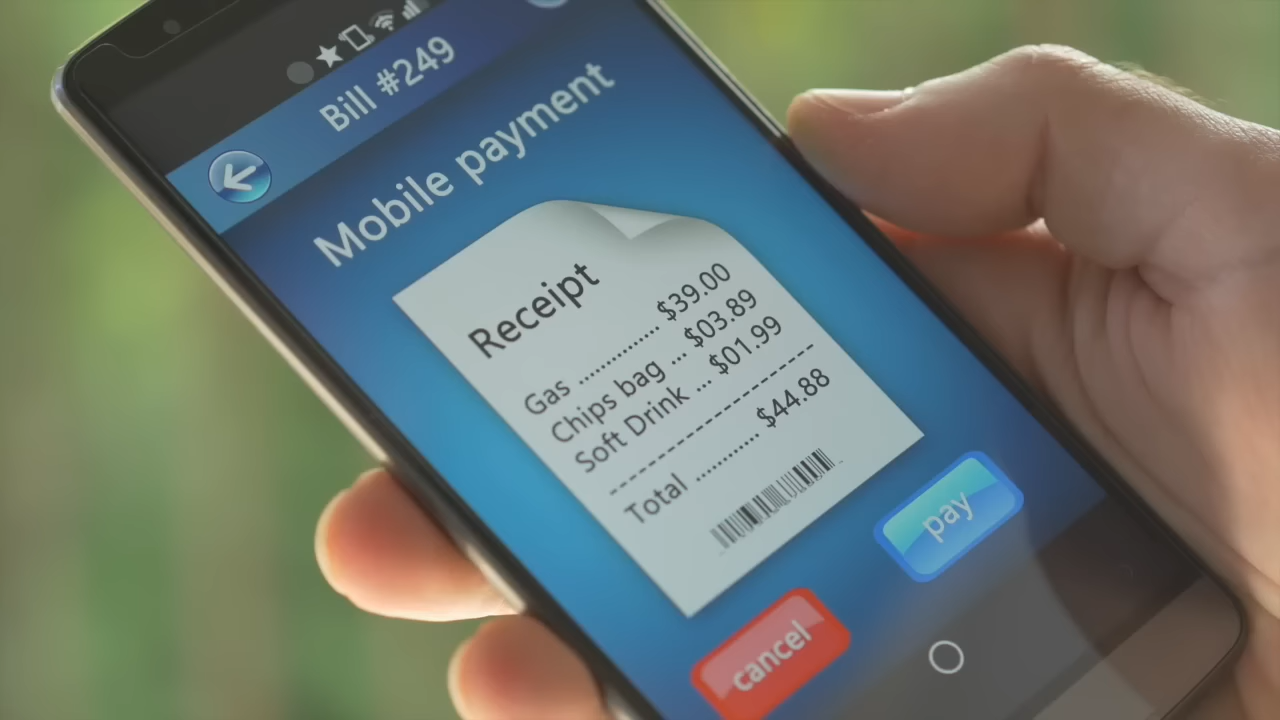 Bill #249
Mobile payment
Receipt
Gas ............ $39.00
Chips bag ... $03.89
Soft Drink ... $01.99
--------------------------
Total .......... $44.88
pay
cancel